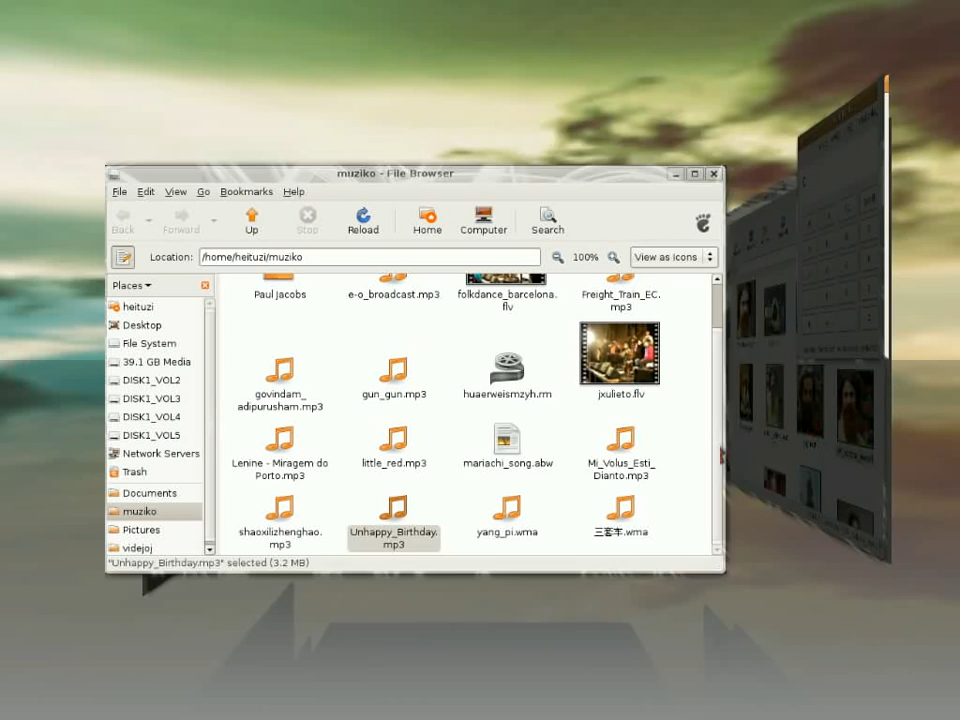 muziko - File Browser
File Edit View Go Bookmarks Help
Back Forward Up Stop Reload Home Computer Search
Location: /home/heituzi/muziko 100% View as Icons
Places
heituzi
Desktop
File System
39.1 GB Media
DISK1_VOL2
DISK1_VOL3
DISK1_VOL4
DISK1_VOL5
Network Servers
Trash
Documents
muziko
Pictures
videjoj
Paul Jacobs
e-o_broadcast.mp3
folkdance_barcelona.
flv
Freight_Train_EC.
mp3
govindam_
adipurusham.mp3
gun_gun.mp3
huaerweismzyh.rm
jxulieto.flv
Lenine - Miragem do
Porto.mp3
little_red.mp3
mariachi_song.abw
Mi_Volus_Esti_
Dianto.mp3
shaoxilizhenghao.
mp3
Unhappy_Birthday.
mp3
yang_pi.wma
三套车.wma
"Unhappy_Birthday.mp3" selected (3.2 MB)